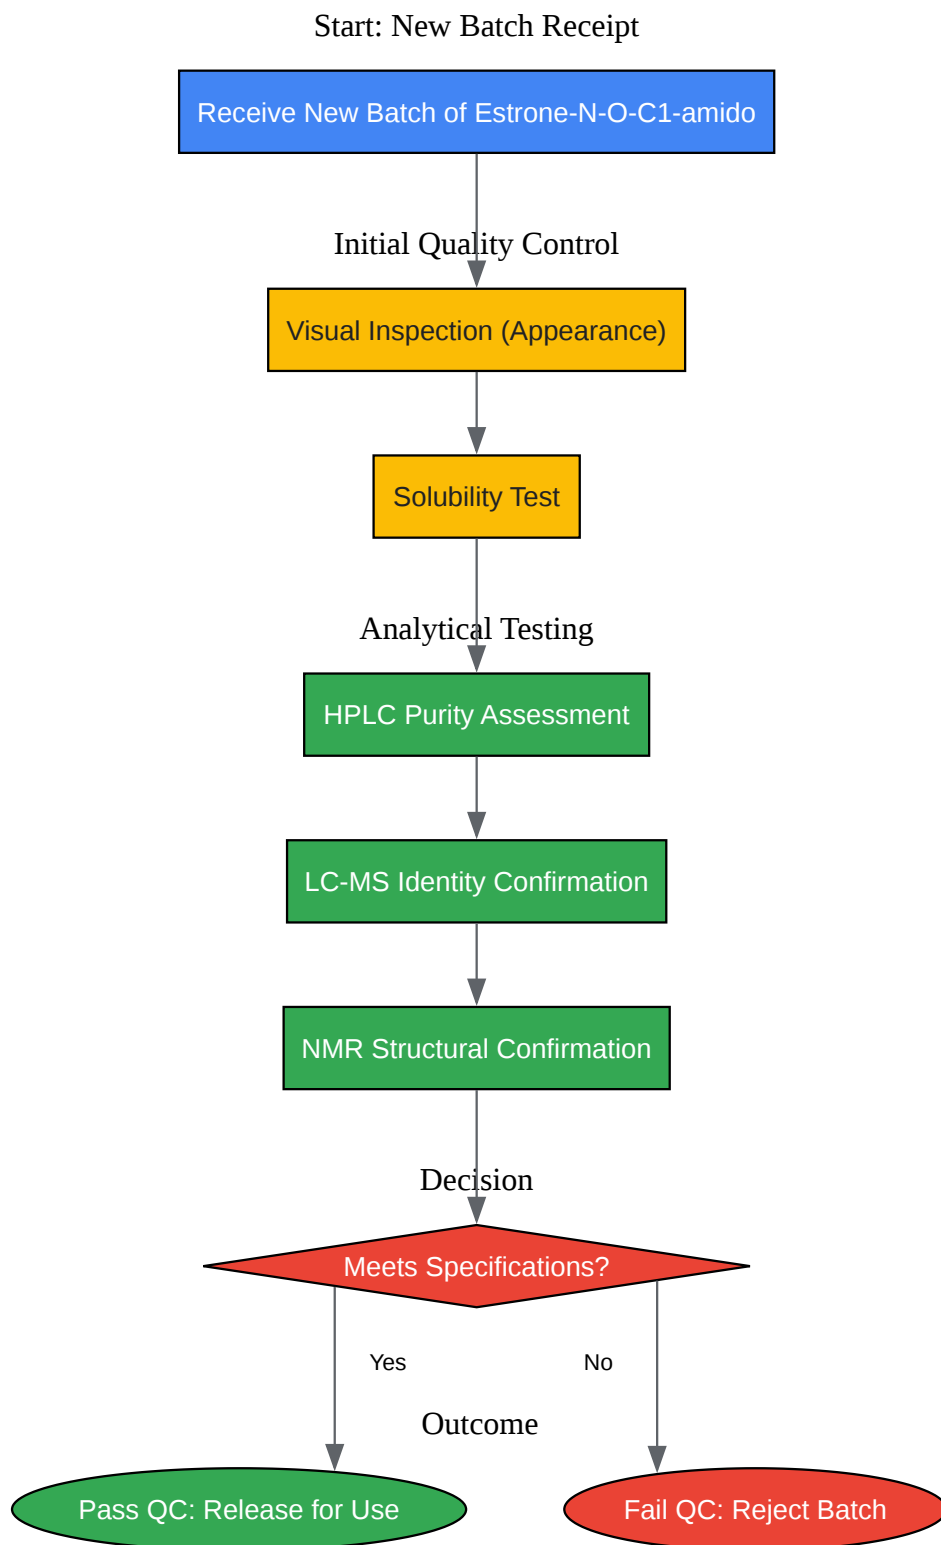 Start: New Batch Receipt
Receive New Batch of Estrone-N-O-C1-amido
Initial Quality Control
Visual Inspection (Appearance)
Solubility Test
Analytical Testing
HPLC Purity Assessment
LC-MS Identity Confirmation
NMR Structural Confirmation
Decision
Meets Specifications?
Yes
No
Outcome
Pass QC: Release for Use
Fail QC: Reject Batch